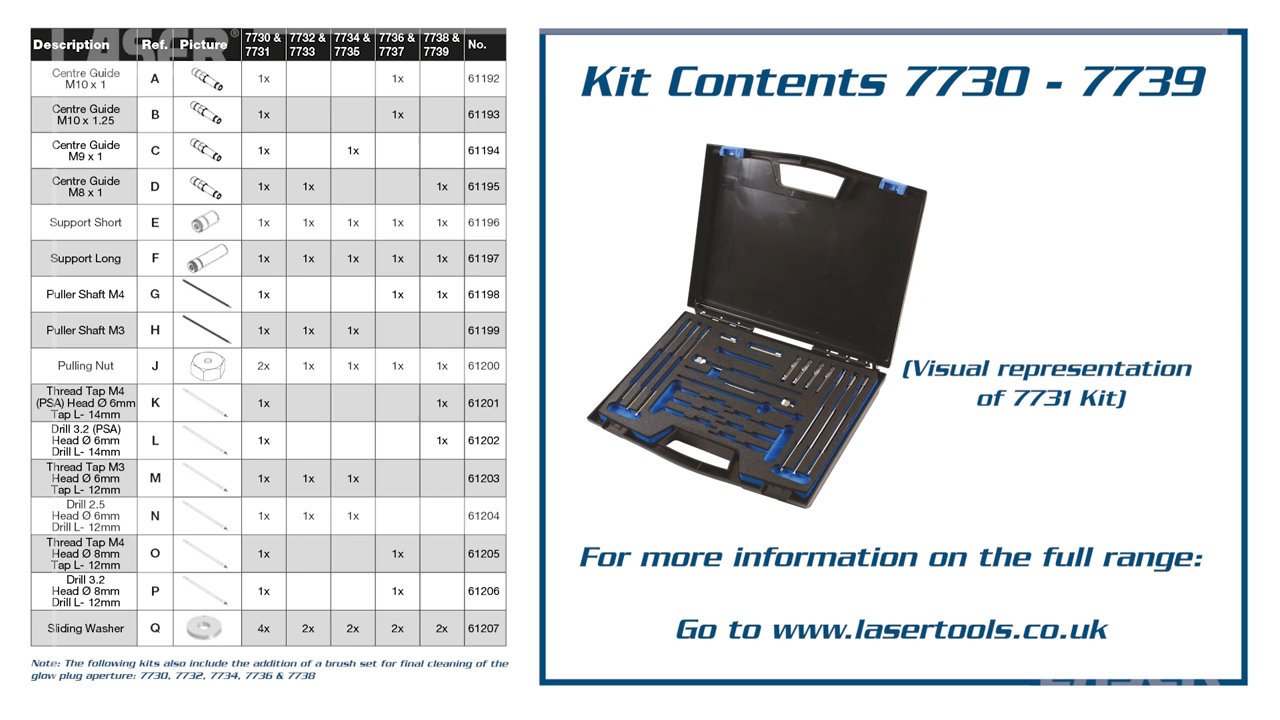 LASER®
Description Ref. Picture 7730 & 7731 7732 & 7733 7734 & 7735 7736 & 7737 7738 & 7739 No.
Centre Guide M10 x 1 A 1x 1x 61192
Centre Guide M10 x 1.25 B 1x 1x 61193
Centre Guide M9 x 1 C 1x 1x 61194
Centre Guide M8 x 1 D 1x 1x 1x 61195
Support Short E 1x 1x 1x 1x 1x 61196
Support Long F 1x 1x 1x 1x 1x 61197
Puller Shaft M4 G 1x 1x 1x 61198
Puller Shaft M3 H 1x 1x 1x 61199
Pulling Nut J 2x 1x 1x 1x 1x 61200
Thread Tap M4 (PSA) Head Ø 6mm Tap L- 14mm K 1x 1x 61201
Drill 3.2 (PSA) Head Ø 6mm Drill L- 14mm L 1x 1x 61202
Thread Tap M3 Head Ø 6mm Tap L- 12mm M 1x 1x 1x 61203
Drill 2.5 Head Ø 6mm Drill L- 12mm N 1x 1x 1x 61204
Thread Tap M4 Head Ø 8mm Tap L- 12mm O 1x 1x 61205
Drill 3.2 Head Ø 8mm Drill L- 12mm P 1x 1x 61206
Sliding Washer Q 4x 2x 2x 2x 2x 61207
Note: The following kits also include the addition of a brush set for final cleaning of the
glow plug aperture: 7730, 7732, 7734, 7736 & 7738
Kit Contents 7730 - 7739
(Visual representation
of 7731 Kit)
For more information on the full range:
Go to www.lasertools.co.uk